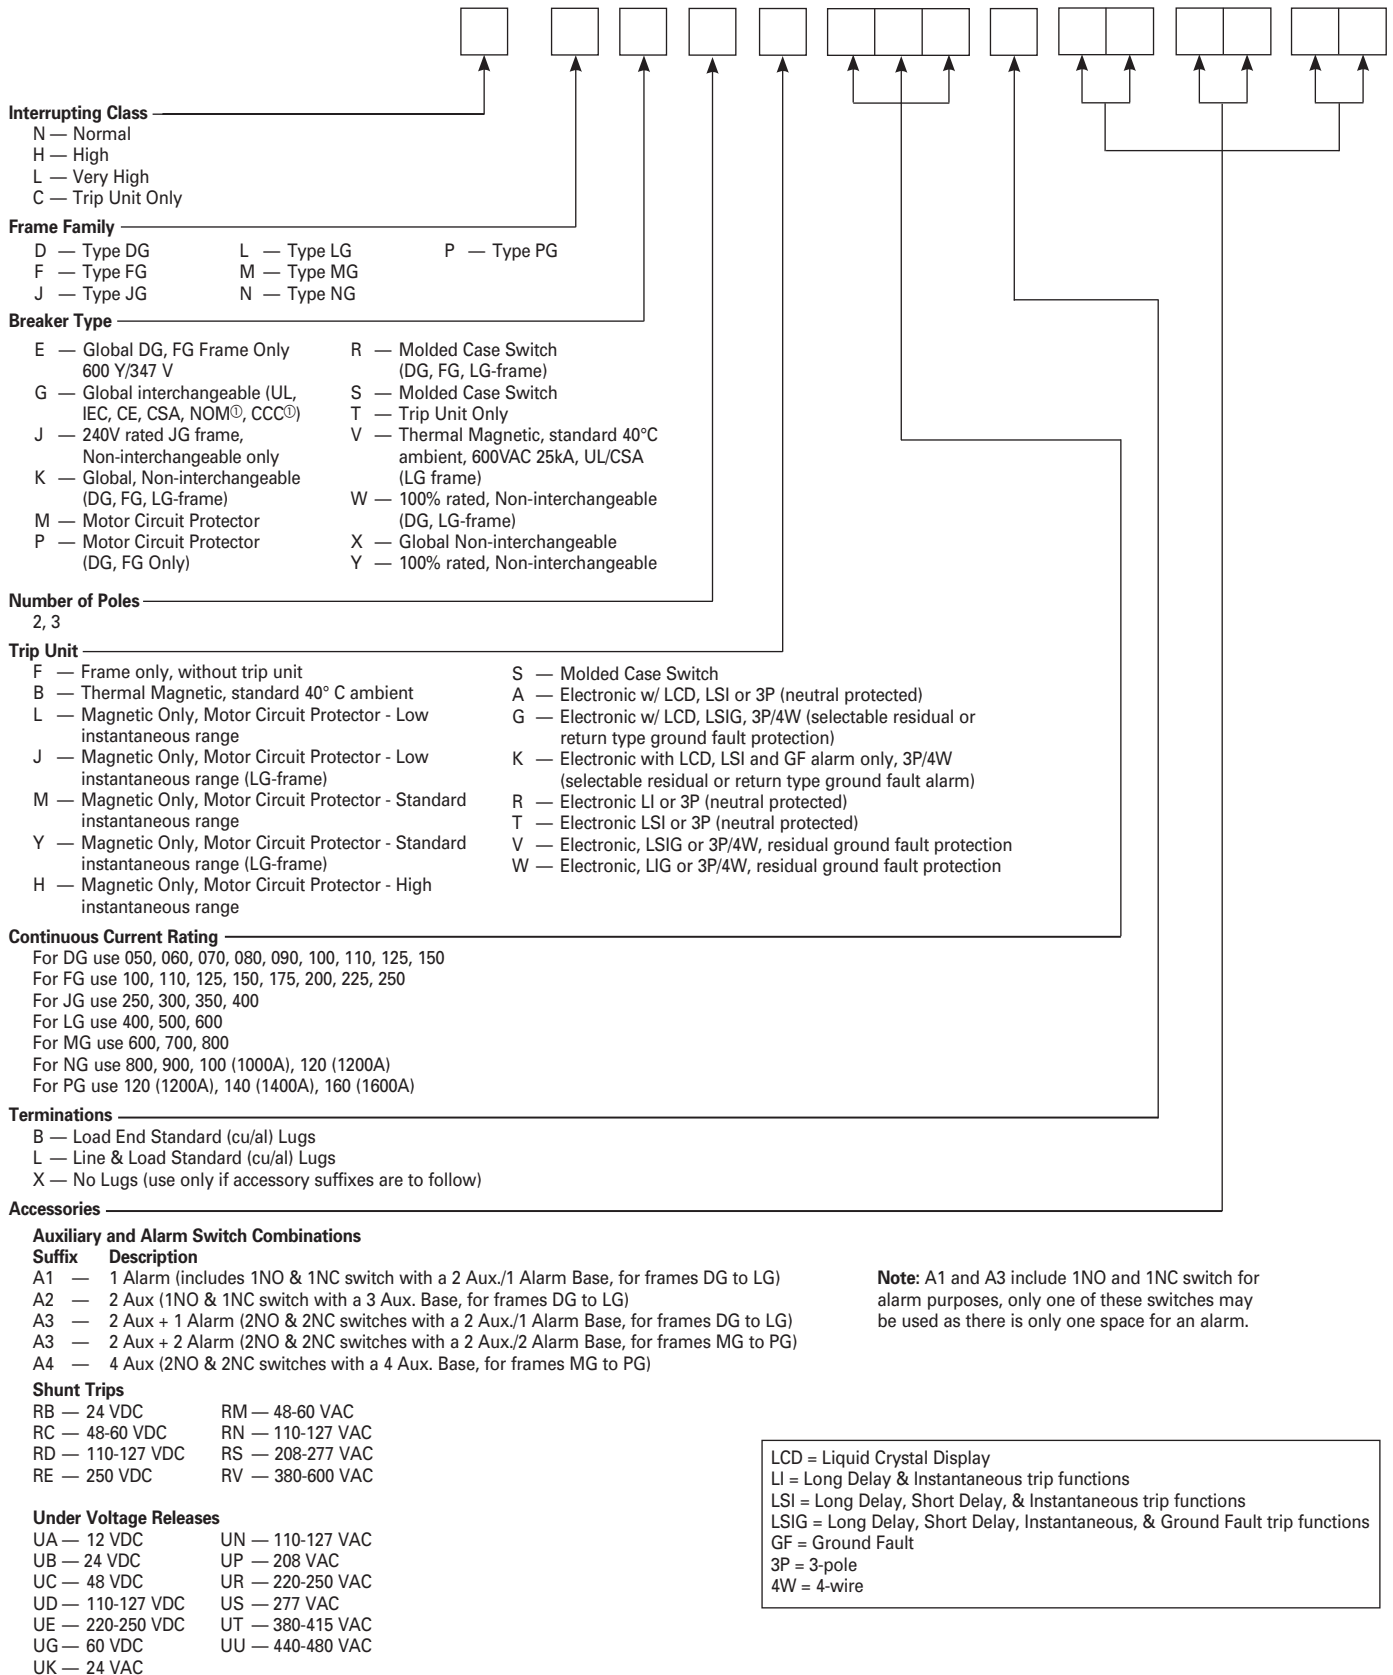 Interrupting Class
N — Normal
H — High
L — Very High
C — Trip Unit Only
Frame Family
D — Type DG
F — Type FG
J — Type JG
L — Type LG
M — Type MG
N — Type NG
P — Type PG
Breaker Type
E — Global DG, FG Frame Only
600 Y/347 V
G — Global interchangeable (UL,
IEC, CE, CSA, NOM①, CCC①)
J — 240V rated JG frame,
Non-interchangeable only
K — Global, Non-interchangeable
(DG, FG, LG-frame)
M — Motor Circuit Protector
P — Motor Circuit Protector
(DG, FG Only)
R — Molded Case Switch
(DG, FG, LG-frame)
S — Molded Case Switch
T — Trip Unit Only
V — Thermal Magnetic, standard 40°C
ambient, 600VAC 25kA, UL/CSA
(LG frame)
W — 100% rated, Non-interchangeable
(DG, LG-frame)
X — Global Non-interchangeable
Y — 100% rated, Non-interchangeable
Number of Poles
2, 3
Trip Unit
F — Frame only, without trip unit
B — Thermal Magnetic, standard 40° C ambient
L — Magnetic Only, Motor Circuit Protector - Low
instantaneous range
J — Magnetic Only, Motor Circuit Protector - Low
instantaneous range (LG-frame)
M — Magnetic Only, Motor Circuit Protector - Standard
instantaneous range
Y — Magnetic Only, Motor Circuit Protector - Standard
instantaneous range (LG-frame)
H — Magnetic Only, Motor Circuit Protector - High
instantaneous range
S — Molded Case Switch
A — Electronic w/ LCD, LSI or 3P (neutral protected)
G — Electronic w/ LCD, LSIG, 3P/4W (selectable residual or
return type ground fault protection)
K — Electronic with LCD, LSI and GF alarm only, 3P/4W
(selectable residual or return type ground fault alarm)
R — Electronic LI or 3P (neutral protected)
T — Electronic LSI or 3P (neutral protected)
V — Electronic, LSIG or 3P/4W, residual ground fault protection
W — Electronic, LIG or 3P/4W, residual ground fault protection
Continuous Current Rating
For DG use 050, 060, 070, 080, 090, 100, 110, 125, 150
For FG use 100, 110, 125, 150, 175, 200, 225, 250
For JG use 250, 300, 350, 400
For LG use 400, 500, 600
For MG use 600, 700, 800
For NG use 800, 900, 100 (1000A), 120 (1200A)
For PG use 120 (1200A), 140 (1400A), 160 (1600A)
Terminations
B — Load End Standard (cu/al) Lugs
L — Line & Load Standard (cu/al) Lugs
X — No Lugs (use only if accessory suffixes are to follow)
Accessories
Auxiliary and Alarm Switch Combinations
Suffix Description
A1 — 1 Alarm (includes 1NO & 1NC switch with a 2 Aux./1 Alarm Base, for frames DG to LG)
A2 — 2 Aux (1NO & 1NC switch with a 3 Aux. Base, for frames DG to LG)
A3 — 2 Aux + 1 Alarm (2NO & 2NC switches with a 2 Aux./1 Alarm Base, for frames DG to LG)
A3 — 2 Aux + 2 Alarm (2NO & 2NC switches with a 2 Aux./2 Alarm Base, for frames MG to PG)
A4 — 4 Aux (2NO & 2NC switches with a 4 Aux. Base, for frames MG to PG)
Note: A1 and A3 include 1NO and 1NC switch for
alarm purposes, only one of these switches may
be used as there is only one space for an alarm.
Shunt Trips
RB — 24 VDC
RC — 48-60 VDC
RD — 110-127 VDC
RE — 250 VDC
RM — 48-60 VAC
RN — 110-127 VAC
RS — 208-277 VAC
RV — 380-600 VAC
Under Voltage Releases
UA — 12 VDC
UB — 24 VDC
UC — 48 VDC
UD — 110-127 VDC
UE — 220-250 VDC
UG — 60 VDC
UK — 24 VAC
UN — 110-127 VAC
UP — 208 VAC
UR — 220-250 VAC
US — 277 VAC
UT — 380-415 VAC
UU — 440-480 VAC
LCD = Liquid Crystal Display
LI = Long Delay & Instantaneous trip functions
LSI = Long Delay, Short Delay, & Instantaneous trip functions
LSIG = Long Delay, Short Delay, Instantaneous, & Ground Fault trip functions
GF = Ground Fault
3P = 3-pole
4W = 4-wire